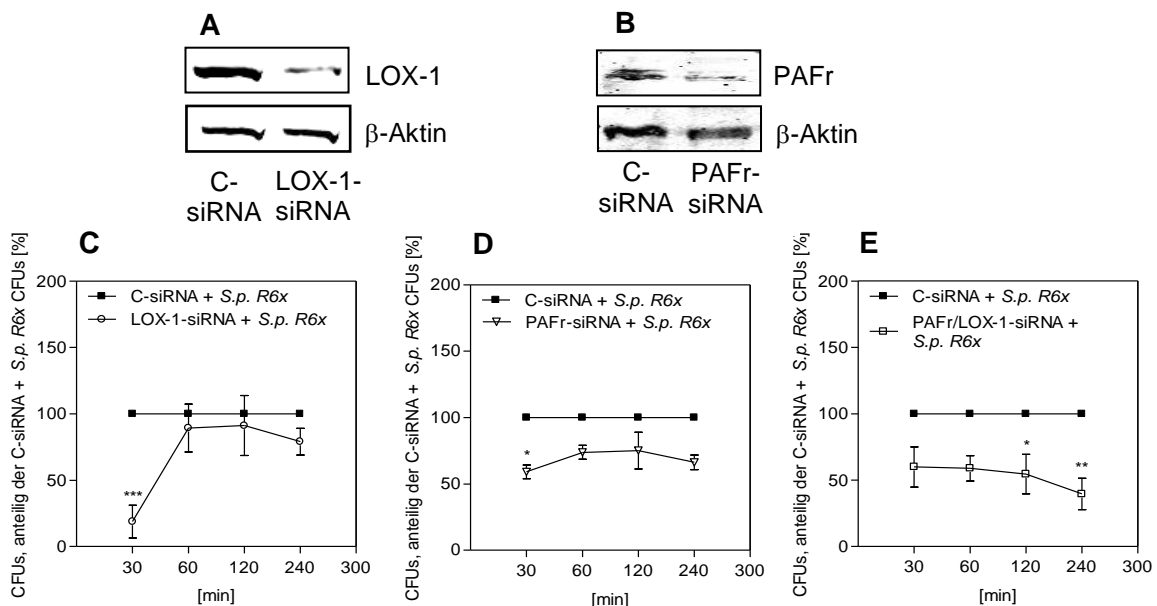 A
LOX-1
β-Aktin
C-
siRNA
LOX-1-
siRNA
B
PAFr
β-Aktin
C-
siRNA
PAFr-
siRNA
C
CFUs, anteilig der C-siRNA + S.p. R6x CFUs [%]
200
150
100
50
0
C-siRNA + S.p. R6x
LOX-1-siRNA + S.p. R6x
***
30
60
120
240
300
[min]
D
CFUs, anteilig der C-siRNA + S.p. R6x CFUs [%]
200
150
100
50
0
C-siRNA + S.p. R6x
PAFr-siRNA + S.p. R6x
*
30
60
120
240
300
[min]
E
CFUs, anteilig der C-siRNA + S.p. R6x CFUs [%]
200
150
100
50
0
C-siRNA + S.p. R6x
PAFr/LOX-1-siRNA +
S.p. R6x
*
**
30
60
120
240
300
[min]